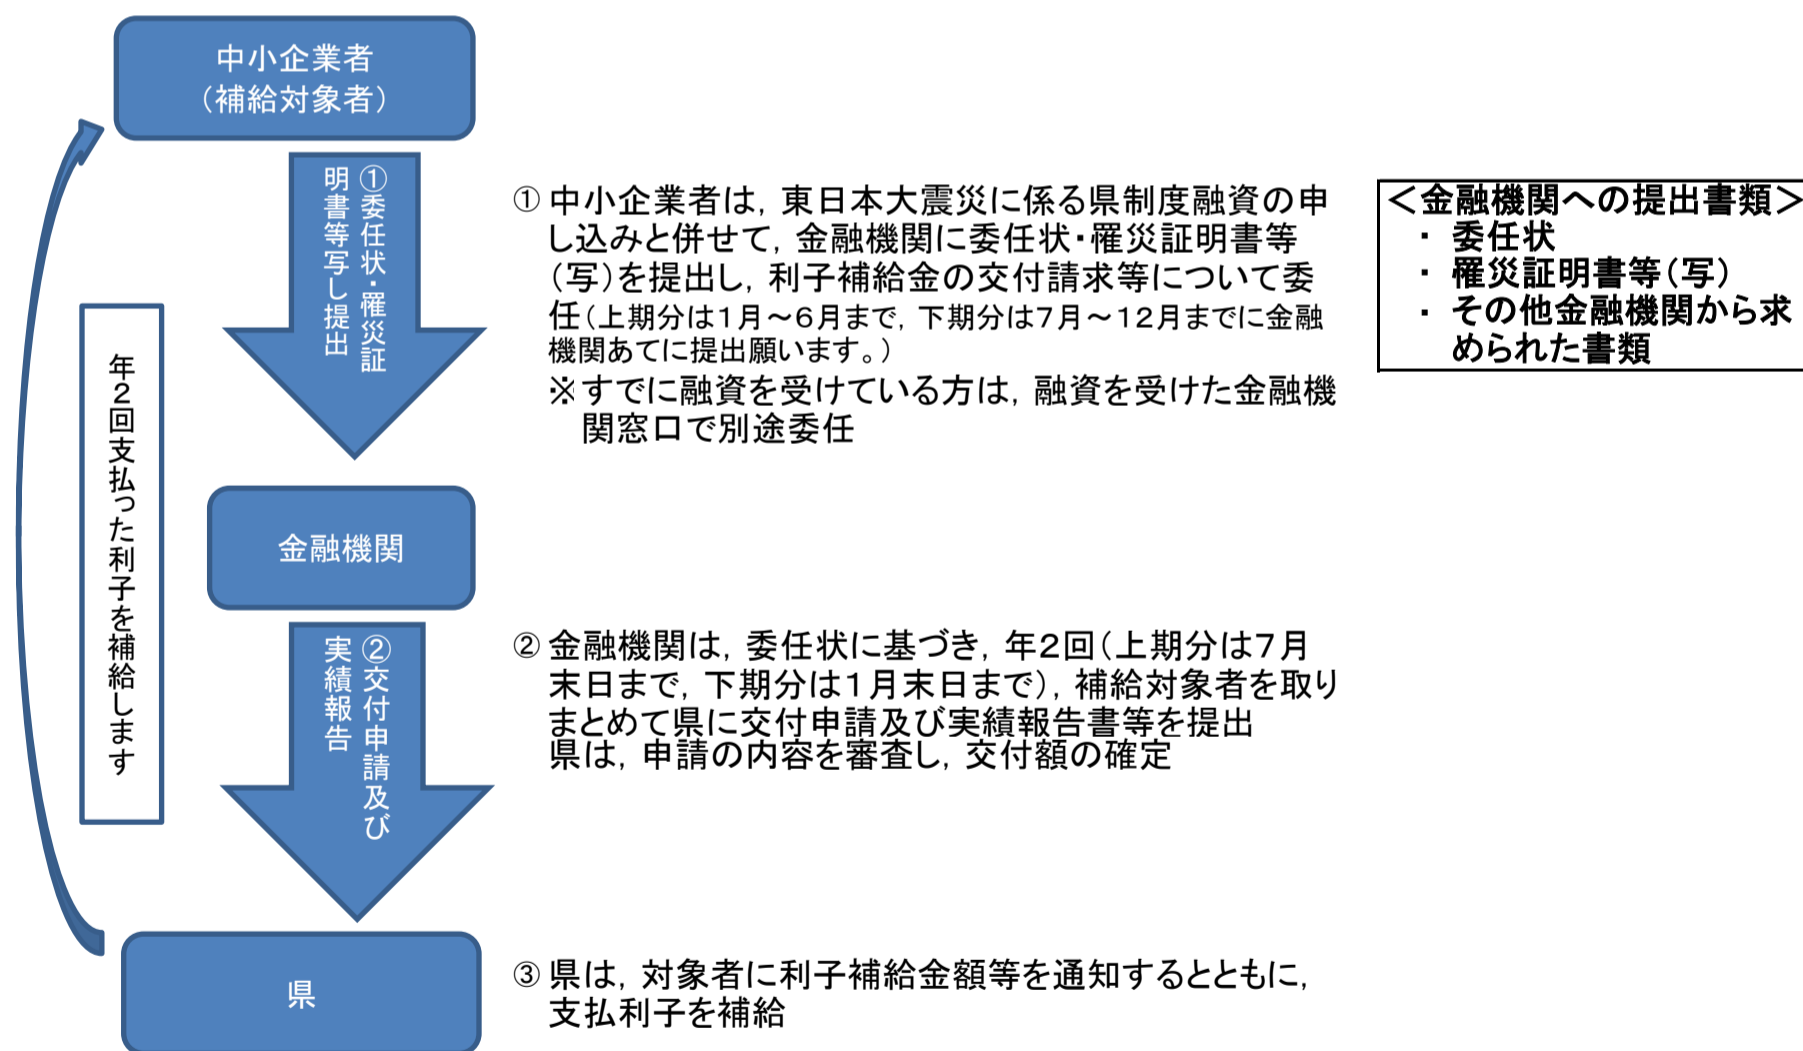 中小企業者
（補給対象者）
①委任状・罹災証
明書等写し提出
① 中小企業者は，東日本大震災に係る県制度融資の申
し込みと併せて，金融機関に委任状・罹災証明書等
（写）を提出し，利子補給金の交付請求等について委
任（上期分は１月～６月まで，下期分は７月～１２月までに金融
機関あてに提出願います。）
※すでに融資を受けている方は，融資を受けた金融機
関窓口で別途委任
＜金融機関への提出書類＞
・ 委任状
・ 罹災証明書等（写）
・ その他金融機関から求
められた書類
年２回支払った利子を補給します
金融機関
②交付申請及び
実績報告
② 金融機関は，委任状に基づき，年２回（上期分は７月
末日まで，下期分は１月末日まで），補給対象者を取り
まとめて県に交付申請及び実績報告書等を提出
県は，申請の内容を審査し，交付額の確定
県
③ 県は，対象者に利子補給金額等を通知するとともに，
支払利子を補給